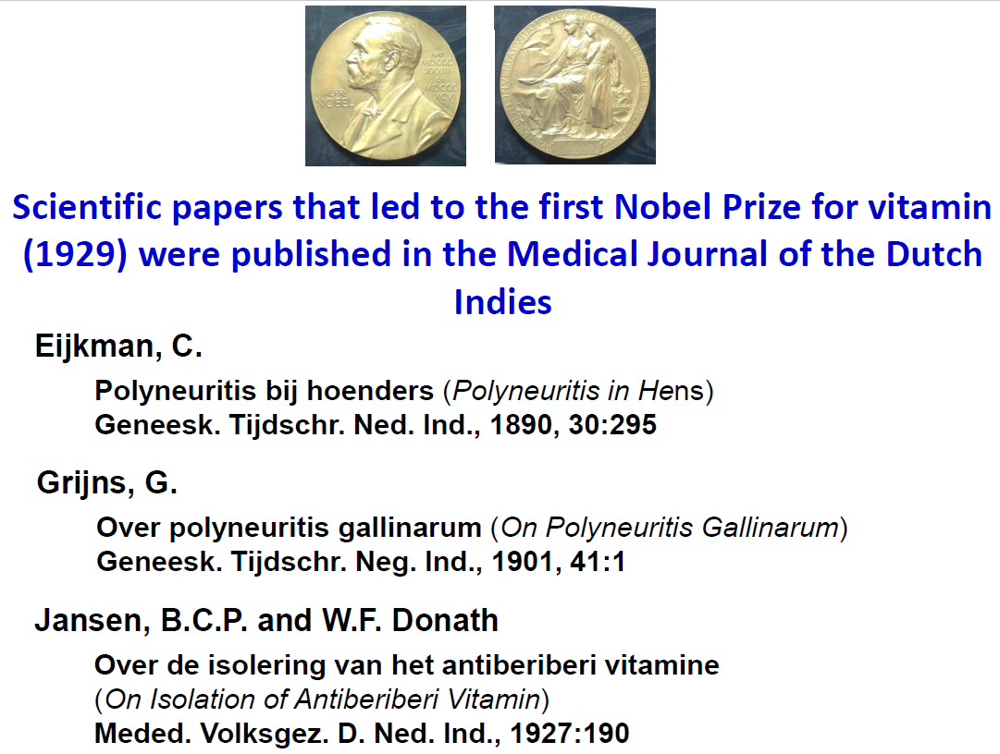 ALFR.
NOBEL
NAT.
MDCCC
XXXIII
OB.
MDCCC
XCVI
Scientific papers that led to the first Nobel Prize for vitamin
(1929) were published in the Medical Journal of the Dutch
Indies
Eijkman, C.
Polyneuritis bij hoenders (Polyneuritis in Hens)
Geneesk. Tijdschr. Ned. Ind., 1890, 30:295
Grijns, G.
Over polyneuritis gallinarum (On Polyneuritis Gallinarum)
Geneesk. Tijdschr. Neg. Ind., 1901, 41:1
Jansen, B.C.P. and W.F. Donath
Over de isolering van het antiberiberi vitamine
(On Isolation of Antiberiberi Vitamin)
Meded. Volksgez. D. Ned. Ind., 1927:190